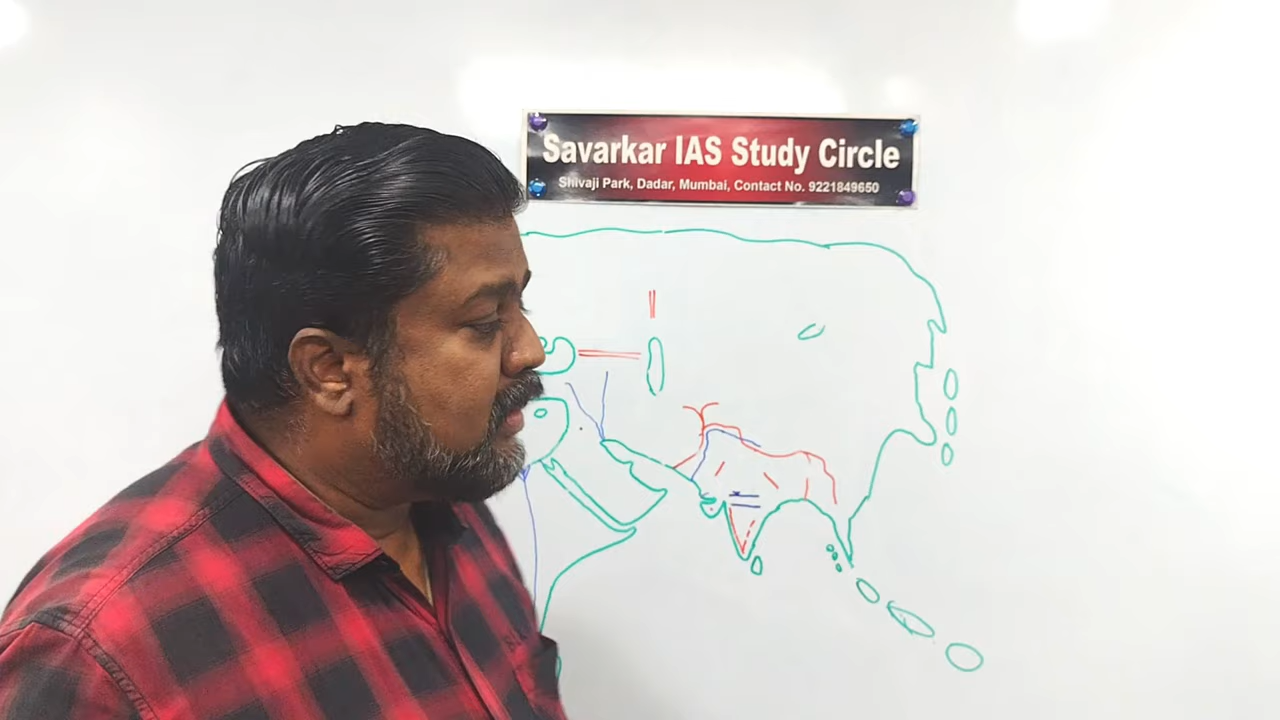 Savarkar IAS Study Circle
Shivaji Park, Dadar, Mumbai, Contact No. 9221849650